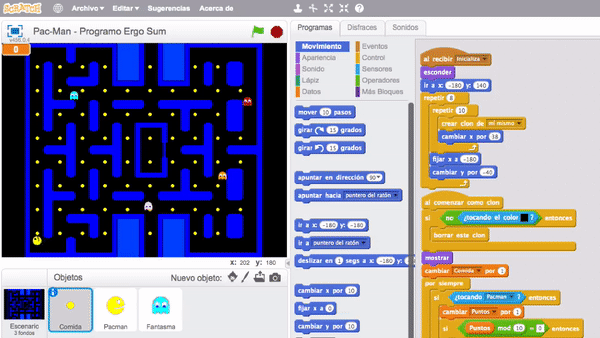 SCRATCH Archivo Editar Sugerencias Acerca de
Pac-Man - Programo Ergo Sum
v456.0.4
0
x: 202 y: 180
Objetos Nuevo objeto:
Escenario
3 fondos
Comida Pacman Fantasma
Programas Disfraces Sonidos
Movimiento Eventos
Apariencia Control
Sonido Sensores
Lápiz Operadores
Datos Más Bloques
mover 10 pasos
girar 15 grados
girar 15 grados
apuntar en dirección 90
apuntar hacia puntero del ratón
ir a x: -180 y: -180
ir a puntero del ratón
deslizar en 1 segs a x: -180
cambiar x por 10
fijar x a 0
cambiar y por 10
al recibir Inicializa
esconder
ir a x: -180 y: 140
repetir 8
repetir
crear clon de mí mismo
cambiar x por 18
fijar x a -180
cambiar y por -40
al comenzar como clon
si no ¿tocando el color ? entonces
borrar este clon
mostrar
cambiar Comida por 1
por siempre
si ¿tocando Pacman ? entonces
cambiar Puntos por 1
si Puntos mod 10 = 0 entonces